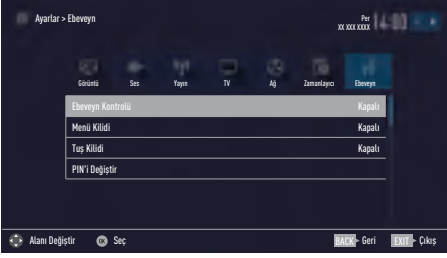 Ayarlar > Ebeveyn
Per
xx xxx xxxx
Görüntü Ses Yayın TV Ağ Zamanlayıcı Ebeveyn
Ebeveyn Kontrolü Kapalı
Menü Kilidi Kapalı
Tuş Kilidi Kapalı
PIN'i Değiştir
Alanı Değiştir OK Seç BACK Geri EXIT Çıkış